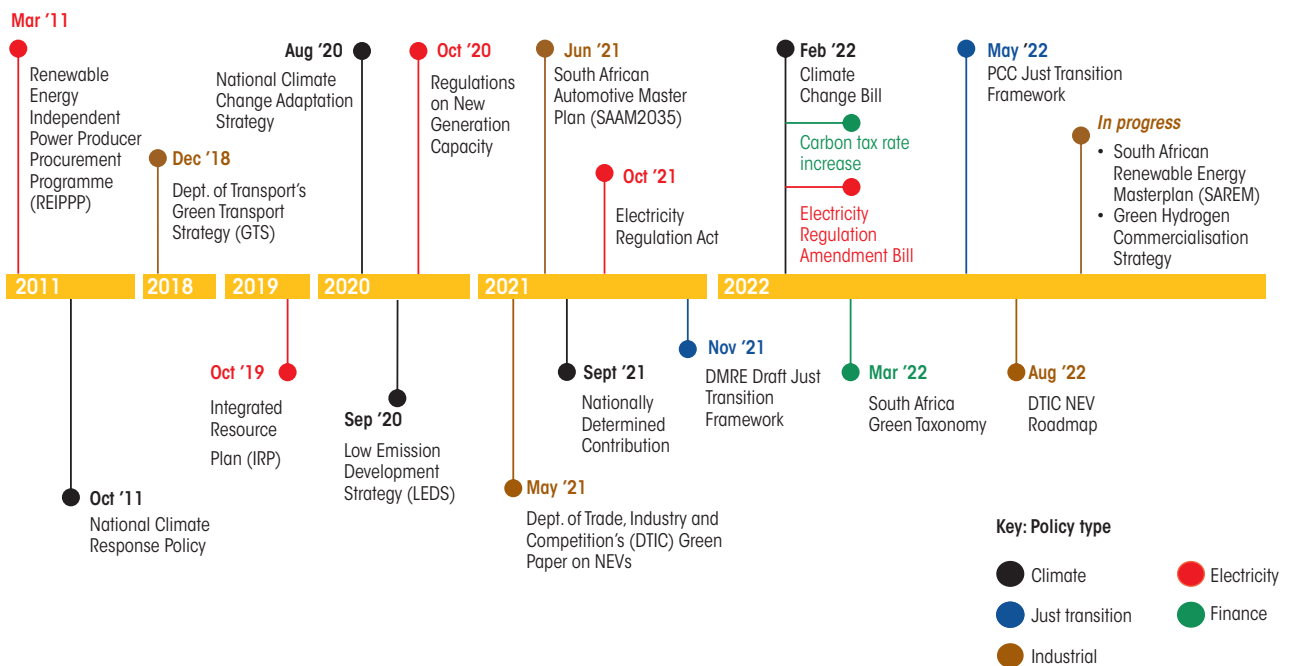 Mar ’11
Renewable
Energy
Independent
Power Producer
Procurement
Programme
(REIPPP)
Dec ’18
Dept. of Transport’s
Green Transport
Strategy (GTS)
Aug ’20
National Climate
Change Adaptation
Strategy
Oct ’20
Regulations
on New
Generation
Capacity
Jun ’21
South African
Automotive Master
Plan (SAAM2035)
Oct ’21
Electricity
Regulation Act
Feb ’22
Climate
Change Bill
Carbon tax rate
increase
Electricity
Regulation
Amendment Bill
May ’22
PCC Just Transition
Framework
In progress
• South African
Renewable Energy
Masterplan (SAREM)
• Green Hydrogen
Commercialisation
Strategy
2011
2018
2019
2020
2021
2022
Oct ’11
National Climate
Response Policy
Oct ’19
Integrated
Resource
Plan (IRP)
Sep ’20
Low Emission
Development
Strategy (LEDS)
May ’21
Dept. of Trade, Industry and
Competition’s (DTIC) Green
Paper on NEVs
Sept ’21
Nationally
Determined
Contribution
Nov ’21
DMRE Draft Just
Transition
Framework
Mar ’22
South Africa
Green Taxonomy
Aug ’22
DTIC NEV
Roadmap
Key: Policy type
Climate
Electricity
Just transition
Finance
Industrial